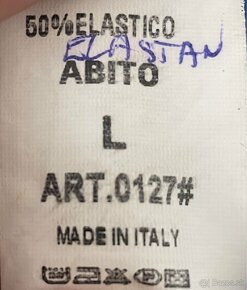 50%ELASTICO
ELASTAN
ABITO
L
ART.0127#
MADE IN ITALY